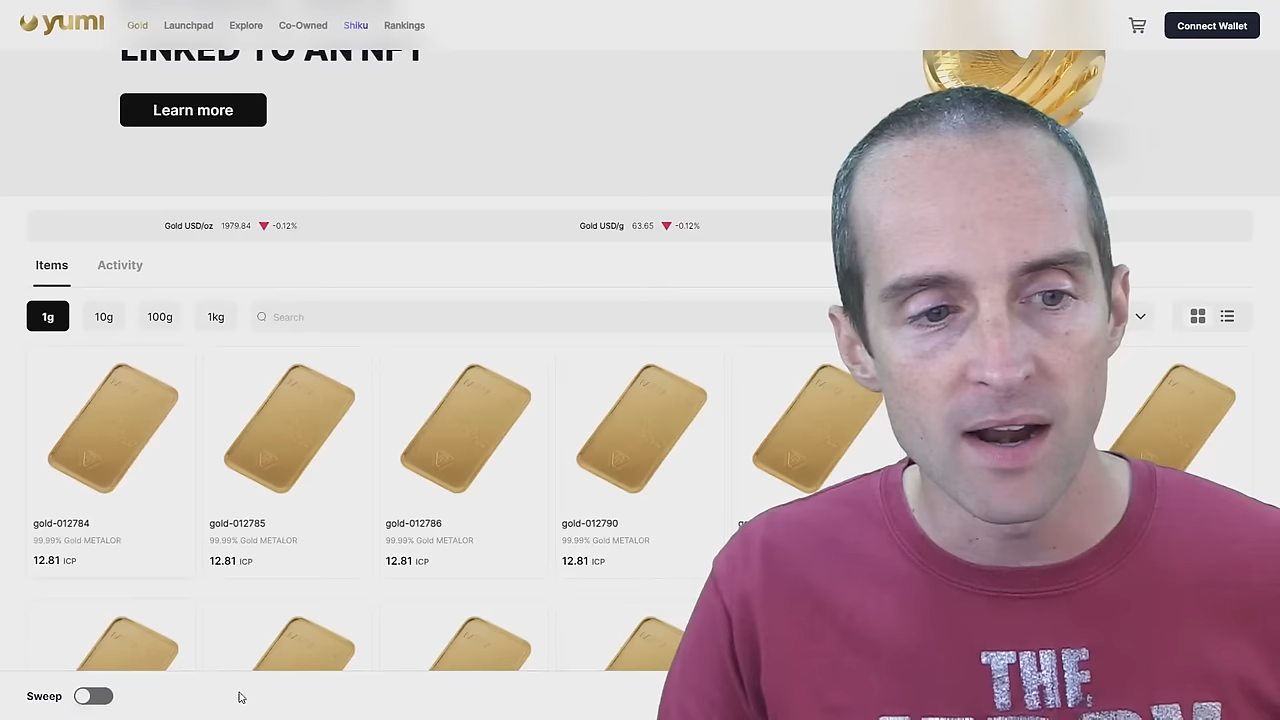 yumi Gold Launchpad Explore Co-Owned Shiku Rankings Connect Wallet
LINKED TO AN NFT
Learn more
Gold USD/oz 1979.84 -0.12% Gold USD/g 63.65 -0.12%
Items Activity
1g 10g 100g 1kg Search
gold-012784 gold-012785 gold-012786 gold-012790
99.99% Gold METALOR 99.99% Gold METALOR 99.99% Gold METALOR 99.99% Gold METALOR
12.81 ICP 12.81 ICP 12.81 ICP 12.81 ICP
Sweep
THE